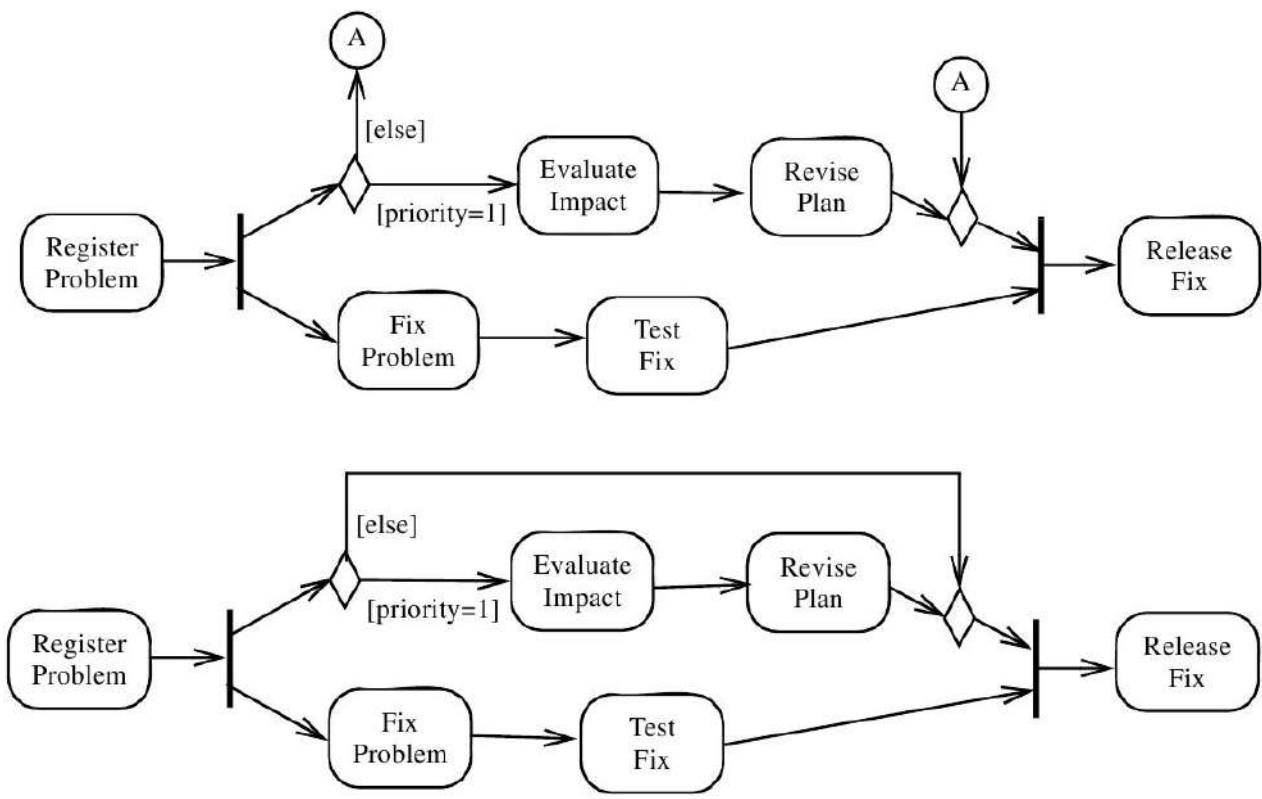 A
A
[else]
Evaluate
Impact
Revise
Plan
[priority=1]
Register
Problem
Release
Fix
Fix
Problem
Test
Fix
[else]
Evaluate
Impact
Revise
Plan
[priority=1]
Register
Problem
Release
Fix
Fix
Problem
Test
Fix